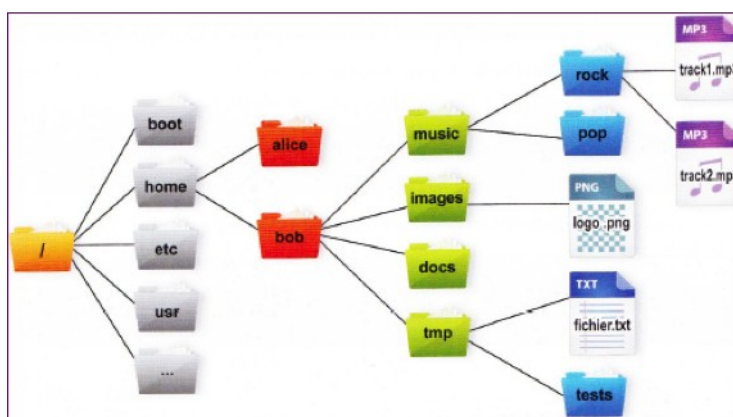 /
boot
home
etc
usr
...
alice
bob
music
images
docs
tmp
rock
pop
PNG
logo .png
TXT
fichier.txt
tests
MP3
track1.mp3
MP3
track2.mp